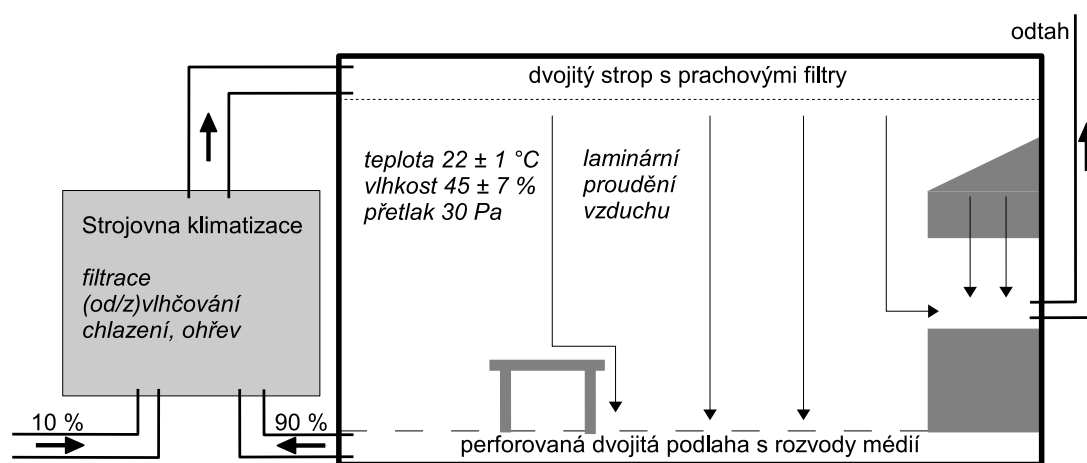 odtah
dvojitý strop s prachovými filtry
teplota 22 ± 1 °C
vlhkost 45 ± 7 %
přetlak 30 Pa
laminární
proudění
vzduchu
Strojovna klimatizace
filtrace
(od/z)vlhčování
chlazení, ohřev
10 %
90 %
perforovaná dvojitá podlaha s rozvody médií